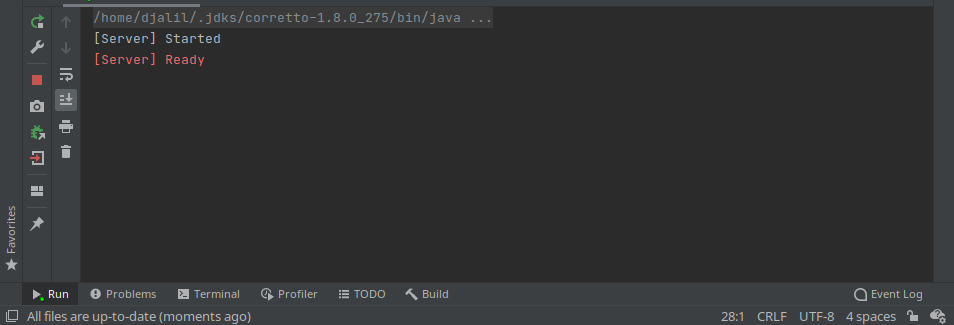 /home/djalil/.jdks/corretto-1.8.0_275/bin/java ...
[Server] Started
[Server] Ready
Favorites
Run Problems Terminal Profiler TODO Build Event Log
All files are up-to-date (moments ago) 28:1 CRLF UTF-8 4 spaces